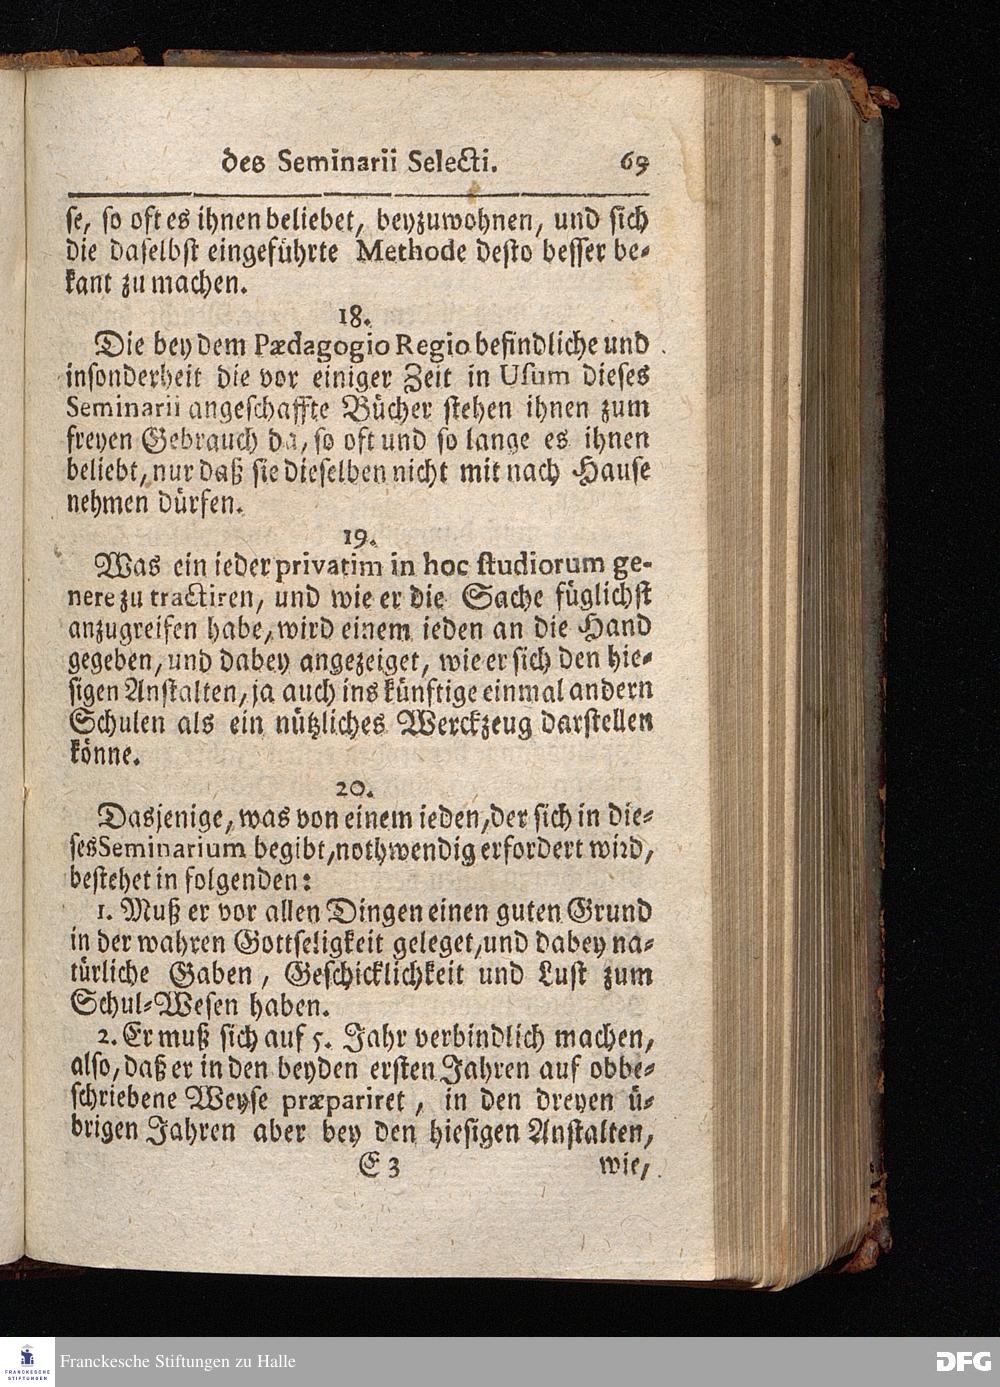 des Seminarii Selecti. 69
se, so oft es ihnen beliebet, beyzuwohnen, und sich
die daselbst eingeführte Methode desto besser be-
kant zu machen.
18.
Die bey dem Pædagogio Regio befindliche und
insonderheit die vor einiger Zeit in Usum dieses
Seminarii angeschaffte Bücher stehen ihnen zum
freyen Gebrauch da, so oft und so lange es ihnen
beliebt, nur daß sie dieselben nicht mit nach Hause
nehmen dürfen.
19.
Was ein ieder privatim in hoc studiorum ge-
nere zu tractiren, und wie er die Sache füglichst
anzugreifen habe, wird einem ieden an die Hand
gegeben, und dabey angezeiget, wie er sich den hie-
sigen Anstalten, ja auch ins künftige einmal andern
Schulen als ein nützliches Werckzeug darstellen
könne.
20.
Dasjenige, was von einem ieden, der sich in die-
ses Seminarium begibt, nothwendig erfordert wird,
bestehet in folgenden:
1. Muß er vor allen Dingen einen guten Grund
in der wahren Gottseligkeit geleget, und dabey na-
türliche Gaben, Geschicklichkeit und Lust zum
Schul-Wesen haben.
2. Er muß sich auf 5. Jahr verbindlich machen,
also, daß er in den beyden ersten Jahren auf obbe-
schriebene Weyse præpariret, in den dreyen ü-
brigen Jahren aber bey den hiesigen Anstalten,
E 3 wie,
FRANCKESCHE
STIFTUNGEN
Franckesche Stiftungen zu Halle
DFG